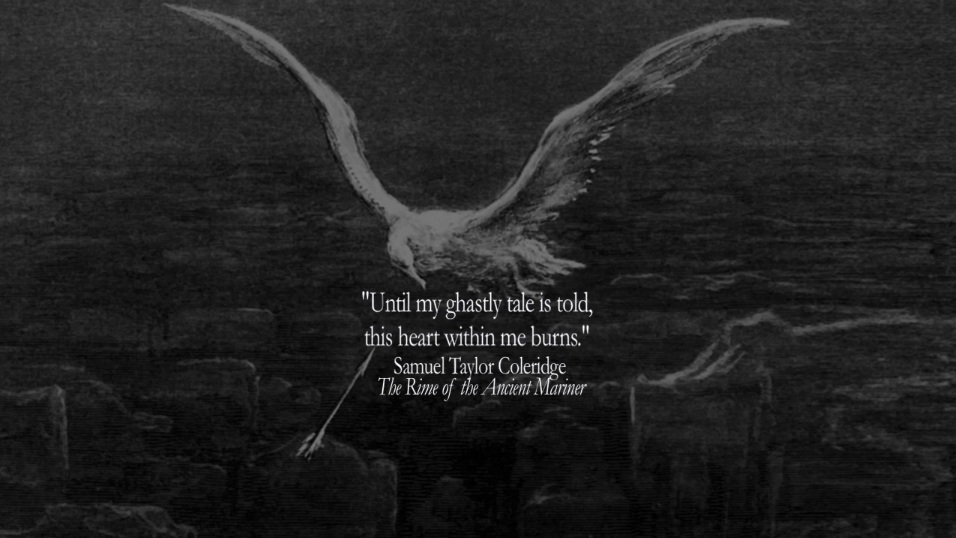 "Until my ghastly tale is told,
this heart within me burns."
Samuel Taylor Coleridge
The Rime of the Ancient Mariner